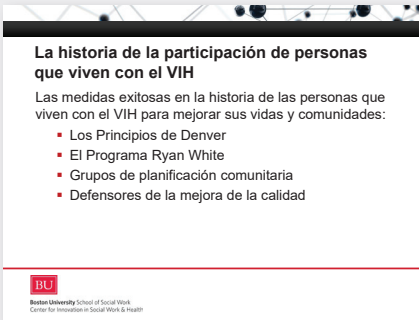 La historia de la participación de personas
que viven con el VIH
Las medidas exitosas en la historia de las personas que
viven con el VIH para mejorar sus vidas y comunidades:
▪ Los Principios de Denver
▪ El Programa Ryan White
▪ Grupos de planificación comunitaria
▪ Defensores de la mejora de la calidad
BU
Boston University School of Social Work
Center for Innovation in Social Work & Health